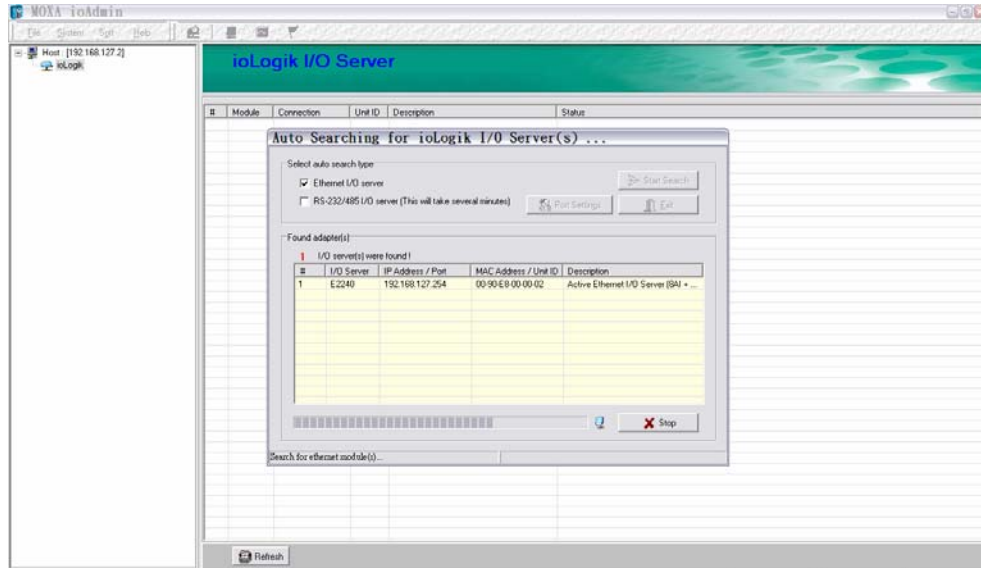 MOXA ioAdmin
File System Sort Help
Host : [192.168.127.2]
ioLogik
ioLogik I/O Server
# Module Connection Unit ID Description Status
Auto Searching for ioLogik I/O Server(s) ...
Select auto search type
Ethernet I/O server
Start Search
RS-232/485 I/O server (This will take several minutes)
Port Settings
Exit
Found adapter(s)
1 I/O server(s) were found !
# I/O Server IP Address / Port MAC Address / Unit ID Description
1 E2240 192.168.127.254 00-90-E8-00-00-02 Active Ethernet I/O Server (8AI + ...
Stop
Search for ethernet module(s)...
Refresh